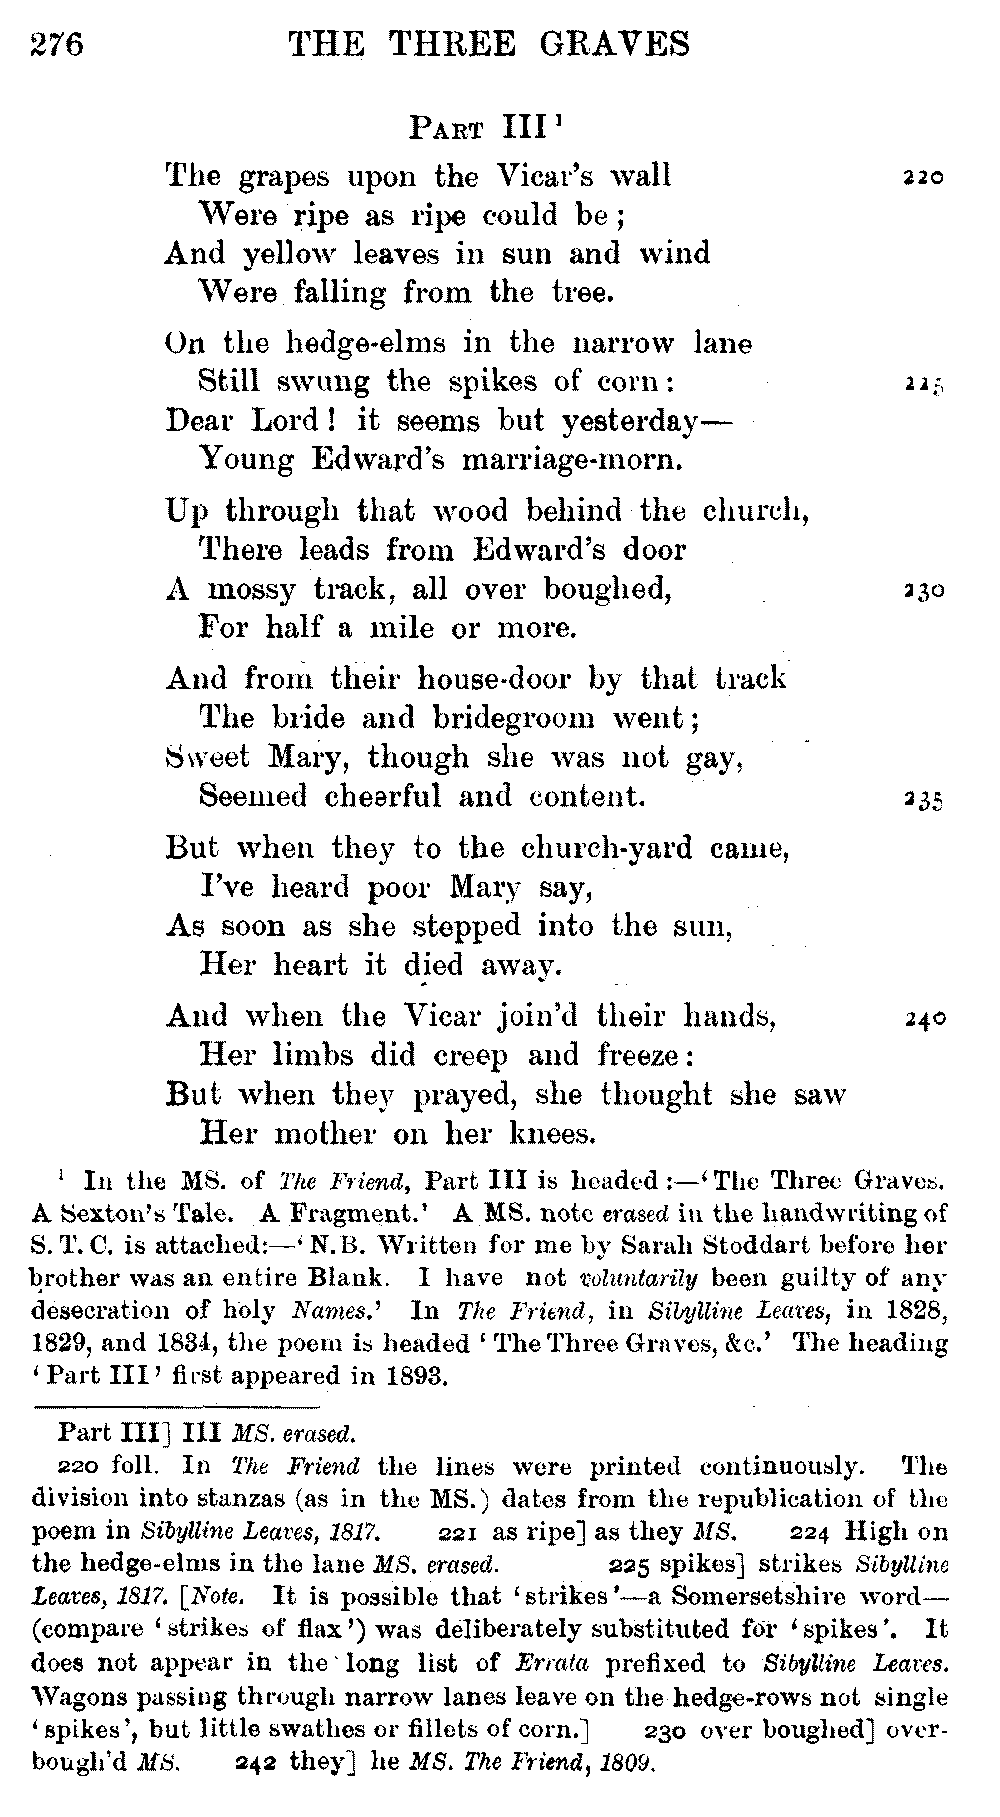 276 THE THREE GRAVES
PART III ¹
The grapes upon the Vicar's wall 220
Were ripe as ripe could be ;
And yellow leaves in sun and wind
Were falling from the tree.
On the hedge-elms in the narrow lane
Still swung the spikes of corn : 225
Dear Lord ! it seems but yesterday—
Young Edward's marriage-morn.
Up through that wood behind the church,
There leads from Edward's door
A mossy track, all over boughed, 230
For half a mile or more.
And from their house-door by that track
The bride and bridegroom went ;
Sweet Mary, though she was not gay,
Seemed cheerful and content. 235
But when they to the church-yard came,
I've heard poor Mary say,
As soon as she stepped into the sun,
Her heart it died away.
And when the Vicar join'd their hands, 240
Her limbs did creep and freeze :
But when they prayed, she thought she saw
Her mother on her knees.
¹ In the MS. of The Friend, Part III is headed :—‘The Three Graves.
A Sexton's Tale. A Fragment.’ A MS. note erased in the handwriting of
S. T. C. is attached:—‘N.B. Written for me by Sarah Stoddart before her
brother was an entire Blank. I have not voluntarily been guilty of any
desecration of holy Names.’ In The Friend, in Sibylline Leaves, in 1828,
1829, and 1834, the poem is headed ‘The Three Graves, &c.’ The heading
‘Part III’ first appeared in 1893.
Part III] III MS. erased.
220 foll. In The Friend the lines were printed continuously. The
division into stanzas (as in the MS.) dates from the republication of the
poem in Sibylline Leaves, 1817. 221 as ripe] as they MS. 224 High on
the hedge-elms in the lane MS. erased. 225 spikes] strikes Sibylline
Leaves, 1817. [Note. It is possible that ‘strikes’—a Somersetshire word—
(compare ‘strikes of flax’) was deliberately substituted for ‘spikes’. It
does not appear in the long list of Errata prefixed to Sibylline Leaves.
Wagons passing through narrow lanes leave on the hedge-rows not single
‘spikes’, but little swathes or fillets of corn.] 230 over boughed] over-
bough'd MS. 242 they] he MS. The Friend, 1809.